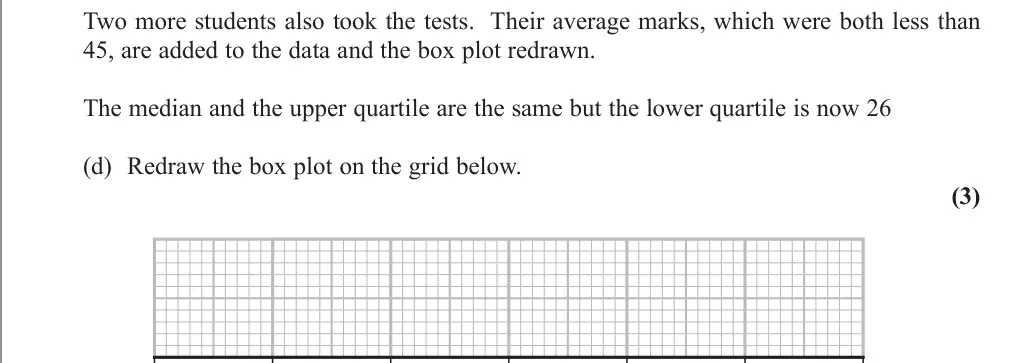 Two more students also took the tests. Their average marks, which were both less than
45, are added to the data and the box plot redrawn.
The median and the upper quartile are the same but the lower quartile is now 26
(d) Redraw the box plot on the grid below.
(3)